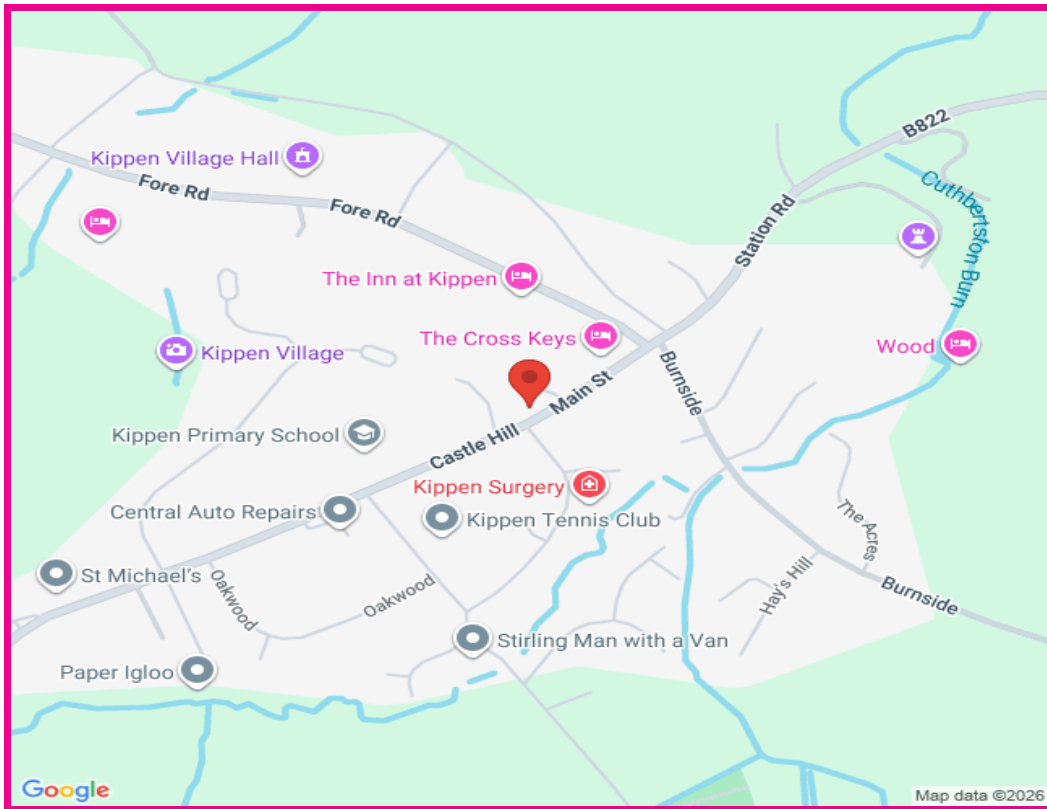 B822
Kippen Village Hall
Fore Rd
Fore Rd
Cuthbertston Burn
Station Rd
The Inn at Kippen
The Cross Keys
Wood
Kippen Village
Burnside
Main St
Kippen Primary School
Castle Hill
Kippen Surgery
Central Auto Repairs
Kippen Tennis Club
The Acres
St Michael's
Oakwood
Oakwood
Hay's Hill
Burnside
Stirling Man with a Van
Paper Igloo
Google
Map data ©2026